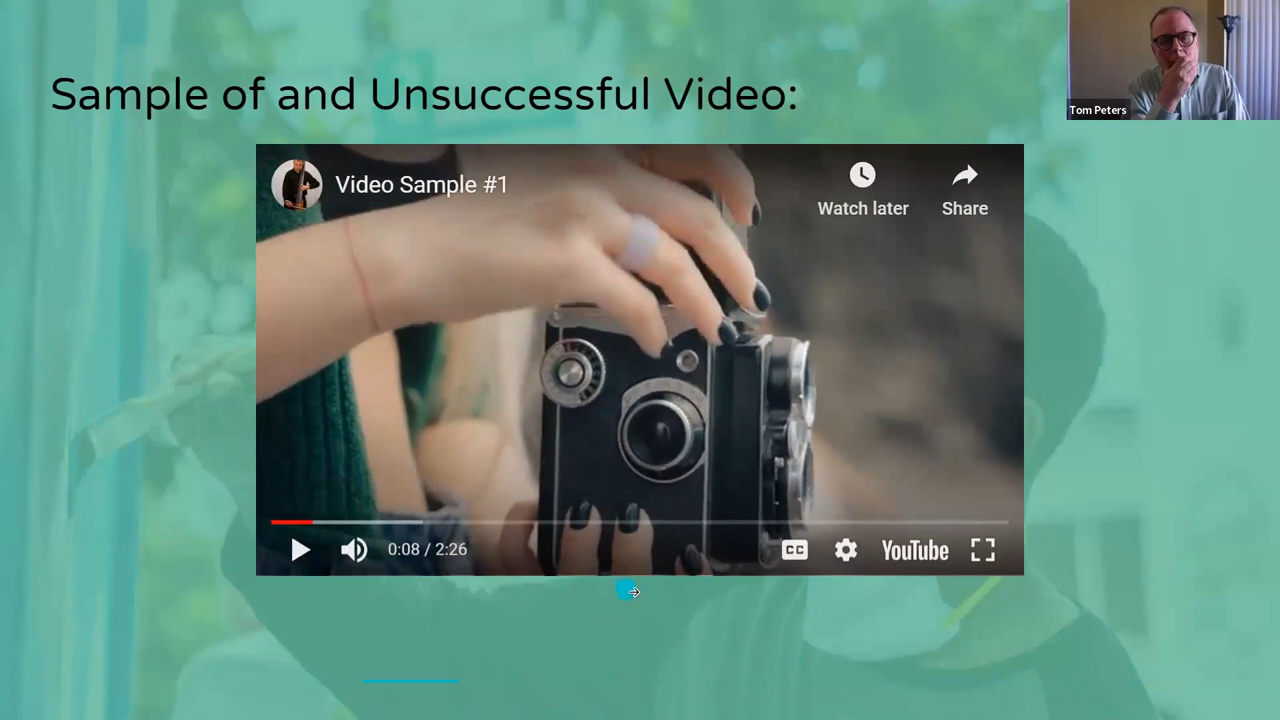 Sample of and Unsuccessful Video:
Tom Peters
Video Sample #1
Watch later
Share
0:08 / 2:26
CC
YouTube